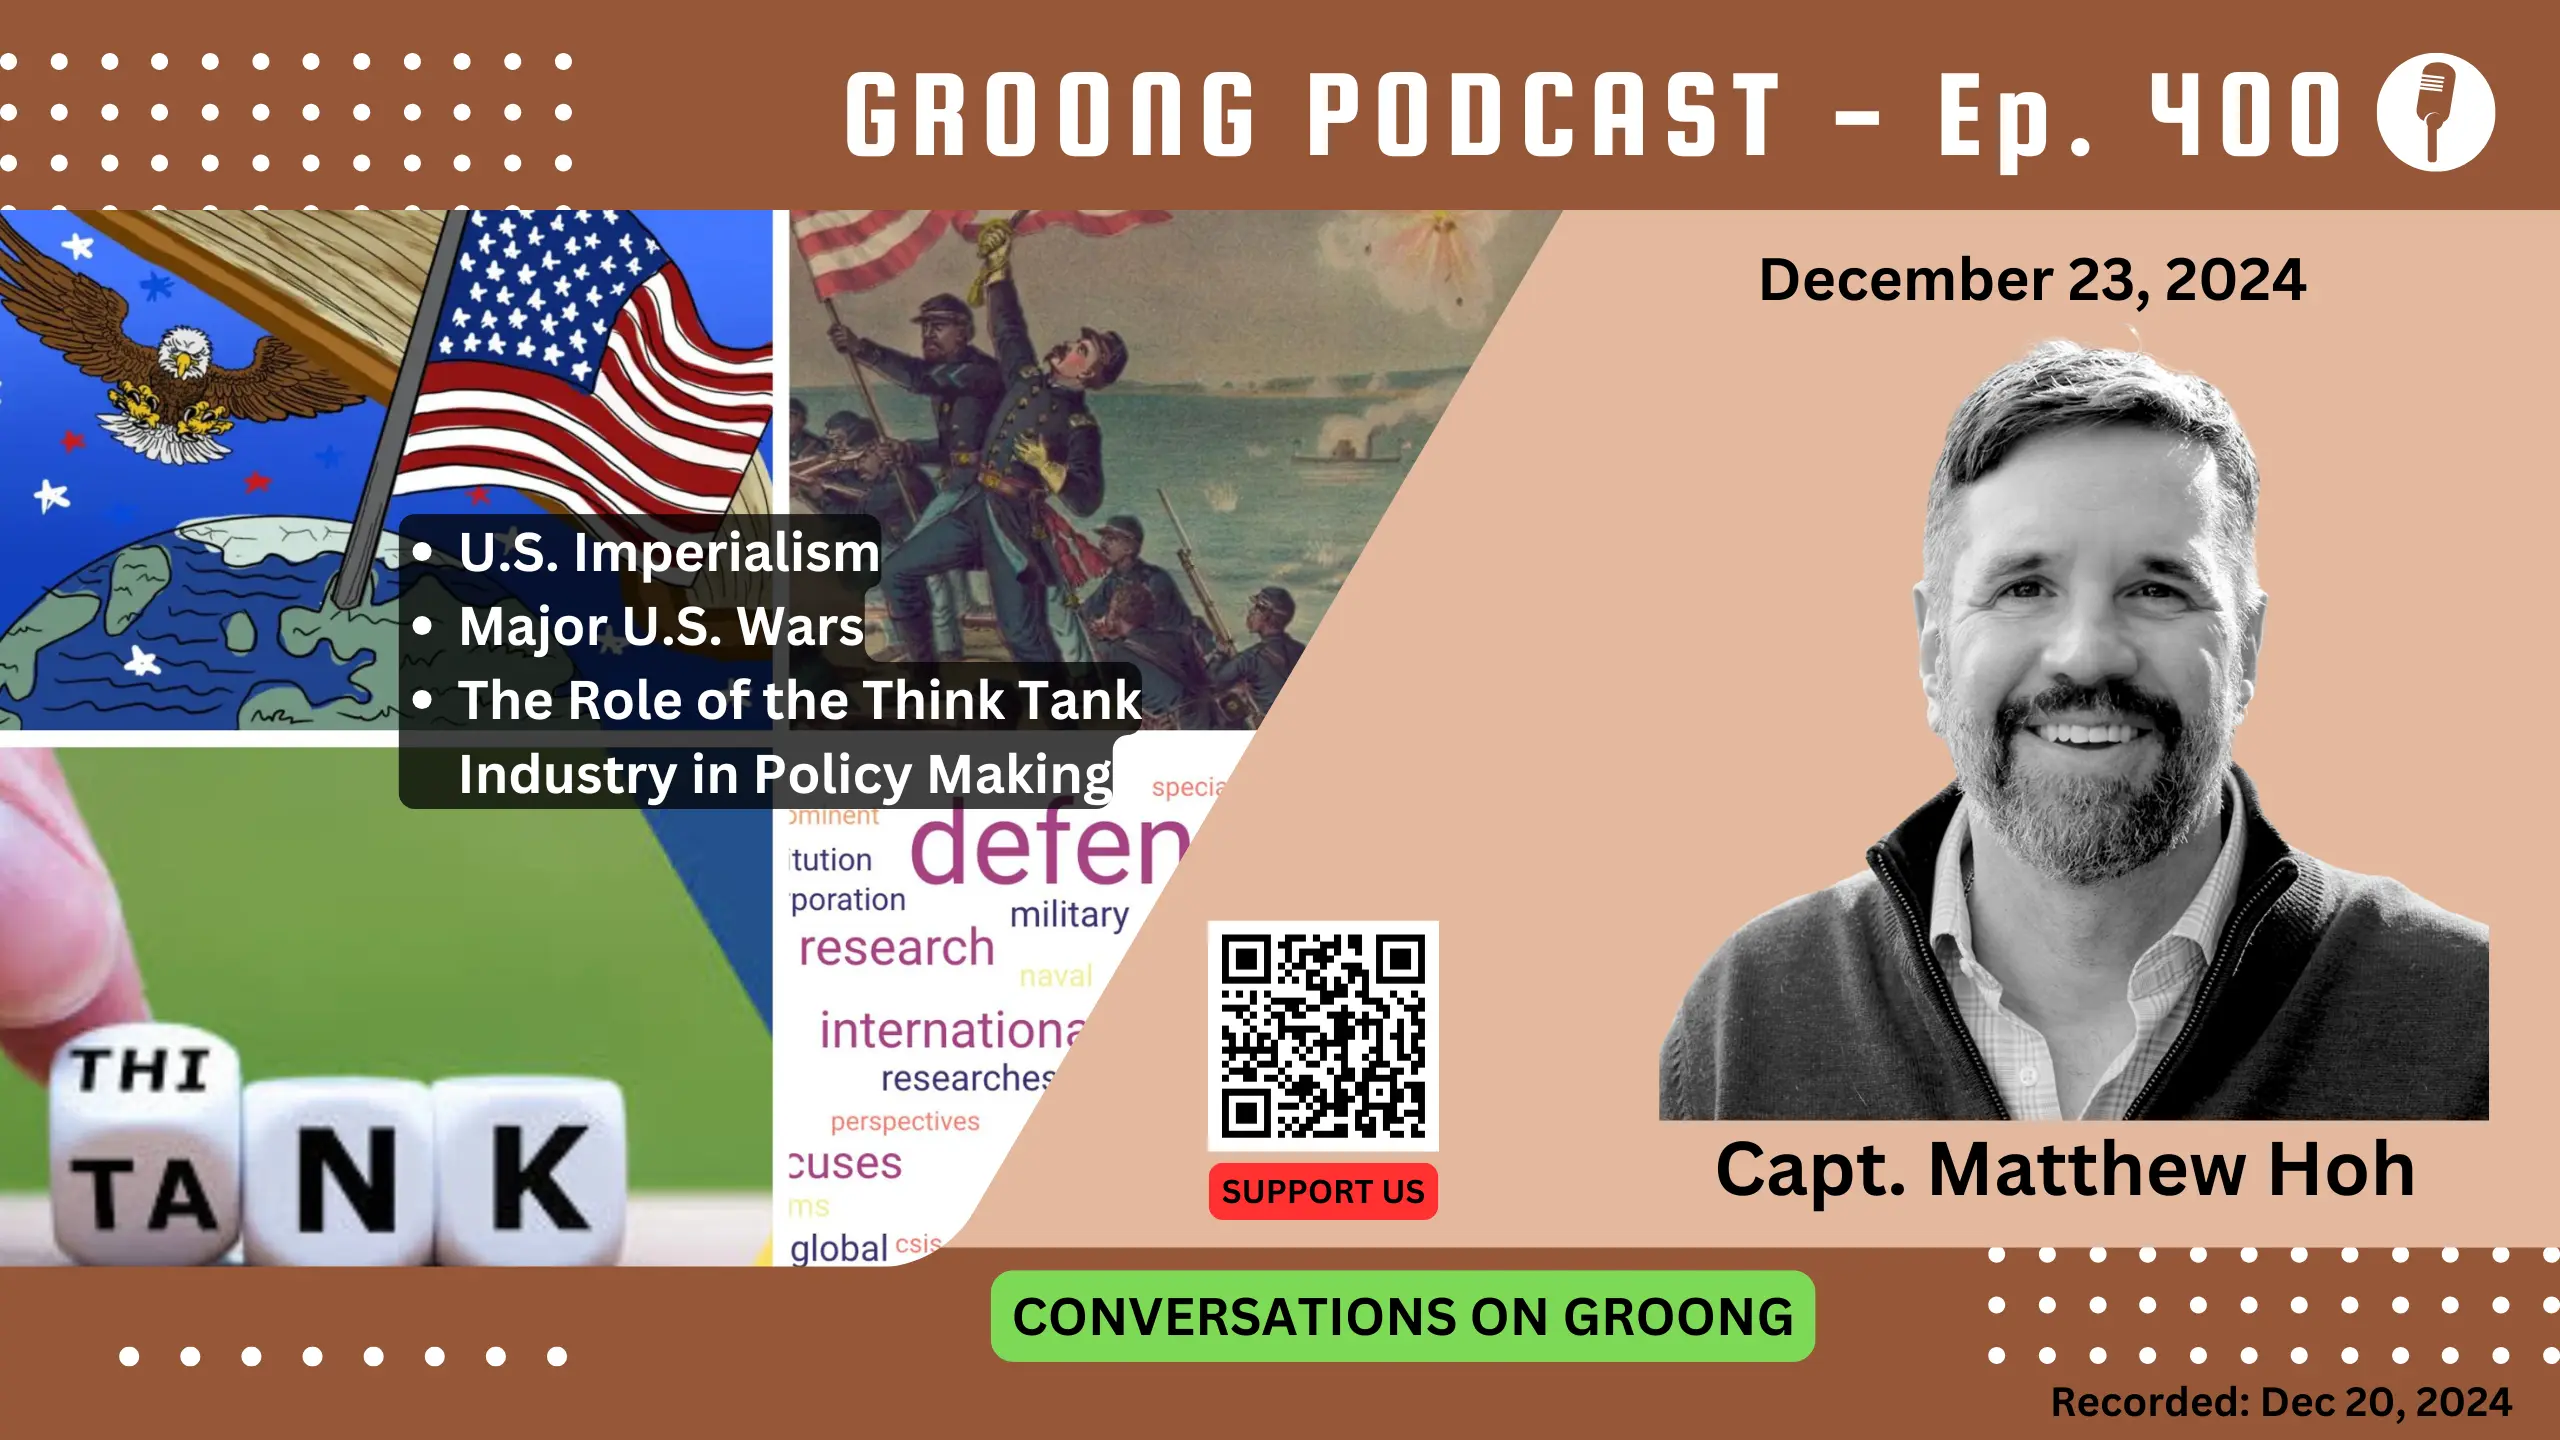 GROONG PODCAST - Ep. 400
December 23, 2024
• U.S. Imperialism
• Major U.S. Wars
• The Role of the Think Tank
Industry in Policy Making
THI
TA
N K
defen
military
research
naval
internationa
researches
perspectives
global csis
SUPPORT US
Capt. Matthew Hoh
CONVERSATIONS ON GROONG
Recorded: Dec 20, 2024